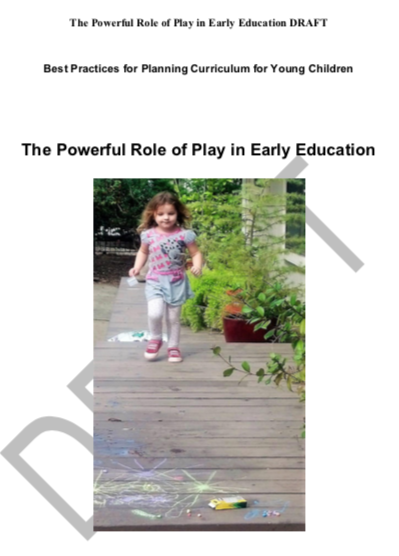 The Powerful Role of Play in Early Education DRAFT
Best Practices for Planning Curriculum for Young Children
The Powerful Role of Play in Early Education
DRAFT